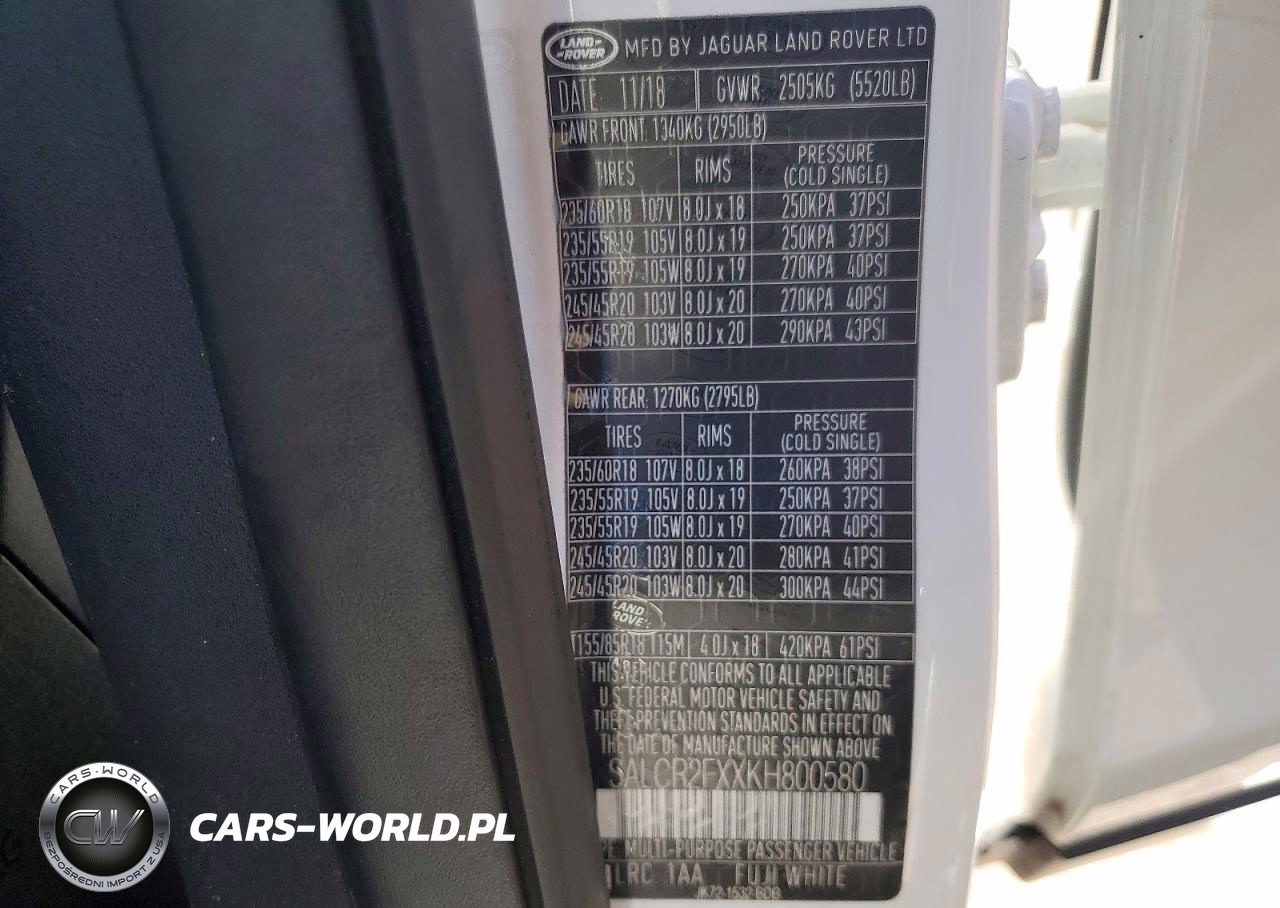 LAND ROVER MFD BY JAGUAR LAND ROVER LTD
DATE: 11/18 GVWR: 2505KG (5520LB)
GAWR FRONT: 1340KG (2950LB)
TIRES RIMS PRESSURE (COLD SINGLE)
235/60R18 107V 8.0J x 18 250KPA 37PSI
235/55R19 105V 8.0J x 19 250KPA 37PSI
235/55R19 105W 8.0J x 19 270KPA 40PSI
245/45R20 103V 8.0J x 20 270KPA 40PSI
245/45R20 103W 8.0J x 20 290KPA 43PSI
GAWR REAR: 1270KG (2795LB)
TIRES RIMS PRESSURE (COLD SINGLE)
235/60R18 107V 8.0J x 18 260KPA 38PSI
235/55R19 105V 8.0J x 19 250KPA 37PSI
235/55R19 105W 8.0J x 19 270KPA 40PSI
245/45R20 103V 8.0J x 20 280KPA 41PSI
245/45R20 103W 8.0J x 20 300KPA 44PSI
LAND ROVER
T155/85R18 115M 4.0J x 18 420KPA 61PSI
THIS VEHICLE CONFORMS TO ALL APPLICABLE
U.S. FEDERAL MOTOR VEHICLE SAFETY AND
THEFT PREVENTION STANDARDS IN EFFECT ON
THE DATE OF MANUFACTURE SHOWN ABOVE
SALCR2FXXKH800580
PE: MULTI-PURPOSE PASSENGER VEHICLE
LRC 1AA FUJI WHITE
JK72-1532-BOB
CARS-WORLD
CW
BEZPOŚREDNI IMPORT Z USA
CARS-WORLD.PL